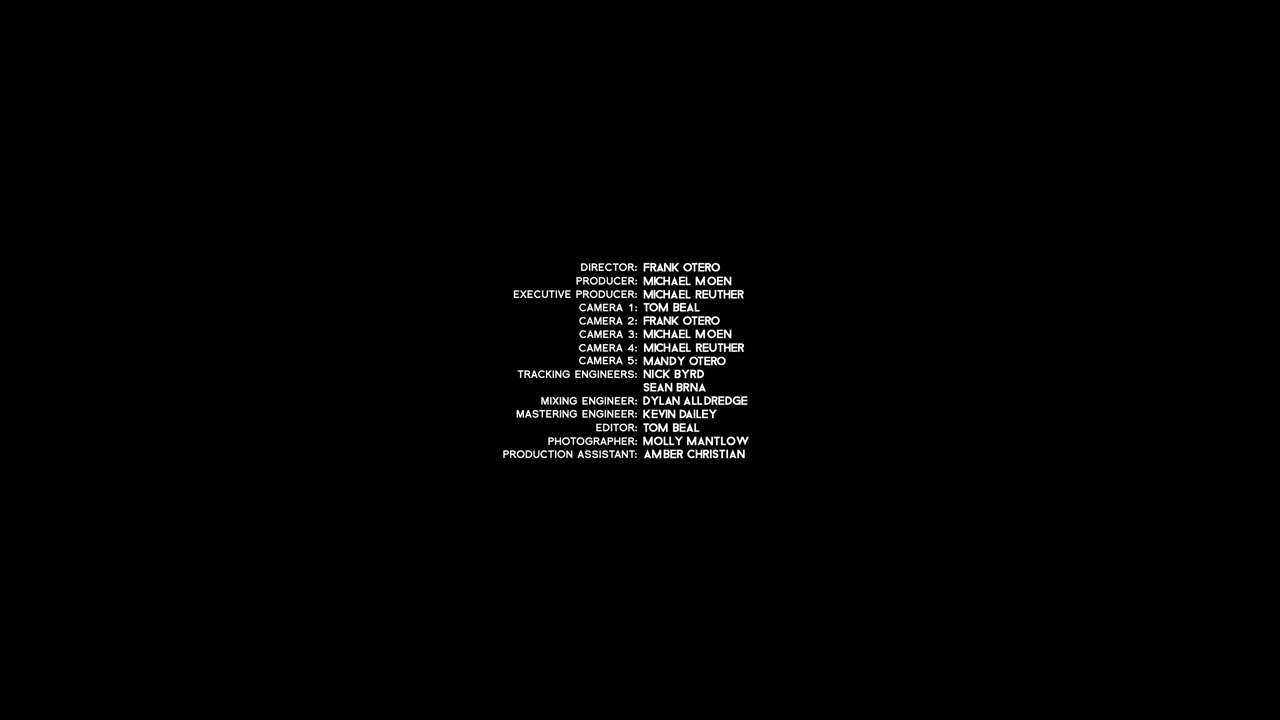 DIRECTOR: FRANK OTERO
PRODUCER: MICHAEL MOEN
EXECUTIVE PRODUCER: MICHAEL REUTHER
CAMERA 1: TOM BEAL
CAMERA 2: FRANK OTERO
CAMERA 3: MICHAEL MOEN
CAMERA 4: MICHAEL REUTHER
CAMERA 5: MANDY OTERO
TRACKING ENGINEERS: NICK BYRD
SEAN BRNA
MIXING ENGINEER: DYLAN ALLDREDGE
MASTERING ENGINEER: KEVIN DAILEY
EDITOR: TOM BEAL
PHOTOGRAPHER: MOLLY MANTLOW
PRODUCTION ASSISTANT: AMBER CHRISTIAN